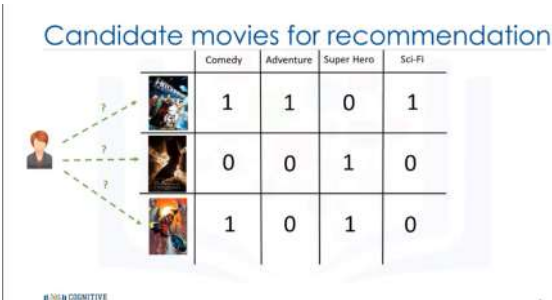 Candidate movies for recommendation
Comedy Adventure Super Hero Sci-Fi
? 1 1 0 1
? 0 0 1 0
? 1 0 1 0
COGNITIVE